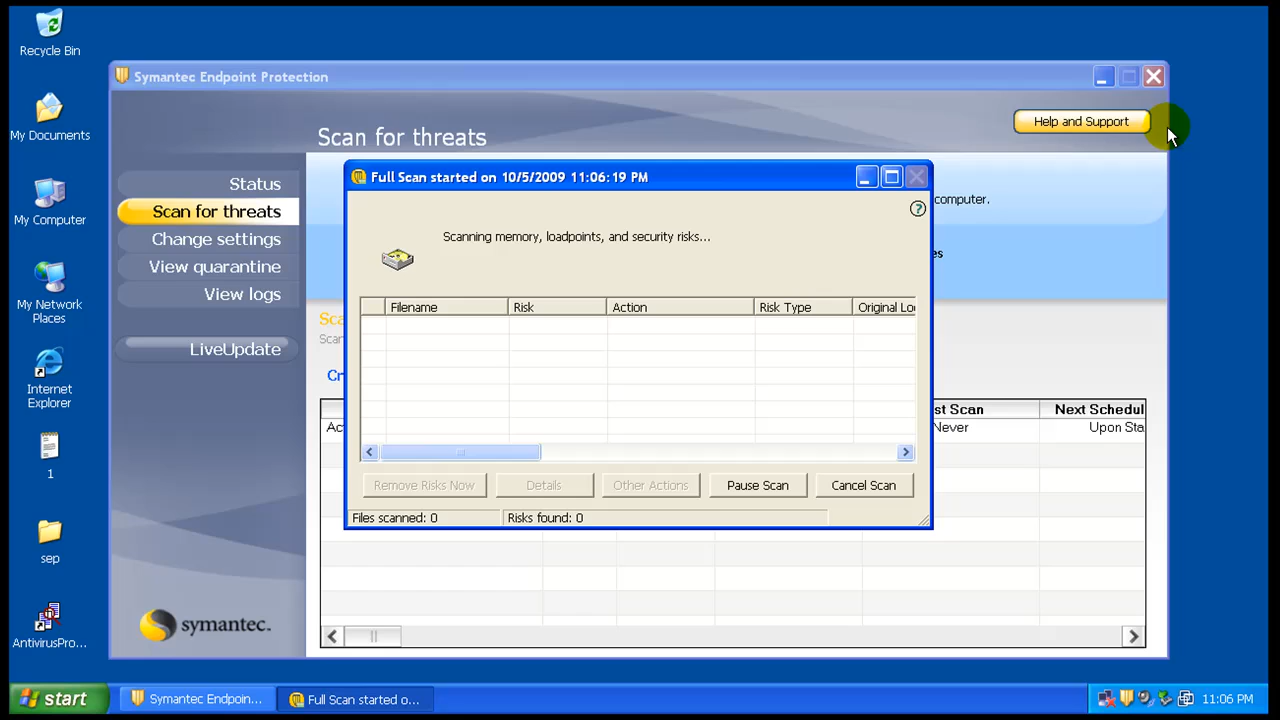 Recycle Bin
My Documents
My Computer
My Network
Places
Internet
Explorer
1
sep
AntivirusPro...
Symantec Endpoint Protection
Scan for threats
Help and Support
Status
Scan for threats
Change settings
View quarantine
View logs
LiveUpdate
symantec.
computer.
es
Sca
Scan
Cr
st Scan
Next Schedul
Ac
Never
Upon Sta
Full Scan started on 10/5/2009 11:06:19 PM
?
Scanning memory, loadpoints, and security risks...
Filename
Risk
Action
Risk Type
Original Lo
Remove Risks Now
Details
Other Actions
Pause Scan
Cancel Scan
Files scanned: 0
Risks found: 0
start
Symantec Endpoin...
Full Scan started o...
11:06 PM